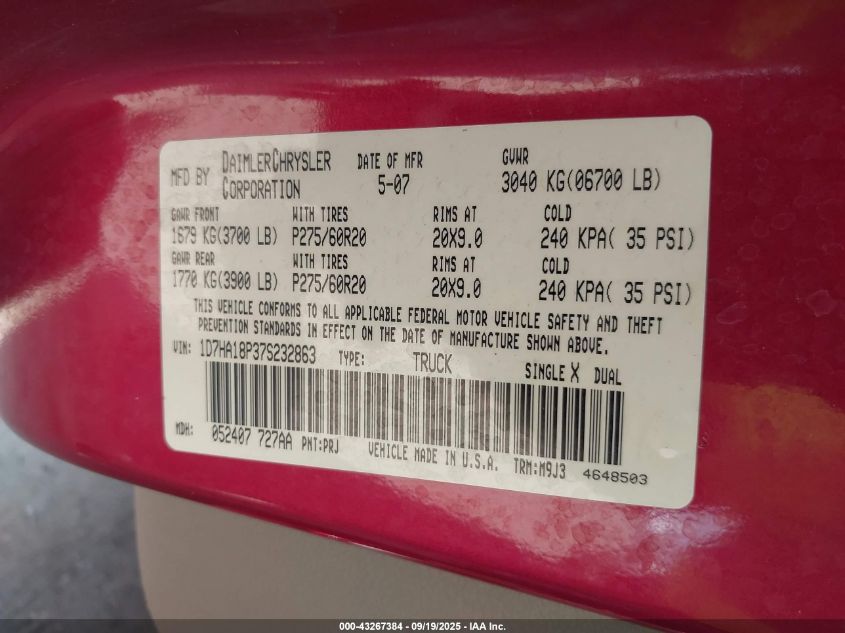 MFD BY DAIMLERCHRYSLER CORPORATION DATE OF MFR 5-07 GVWR 3040 KG(06700 LB)
GAWR FRONT WITH TIRES RIMS AT COLD
1679 KG(3700 LB) P275/60R20 20X9.0 240 KPA( 35 PSI)
GAWR REAR WITH TIRES RIMS AT COLD
1770 KG(3900 LB) P275/60R20 20X9.0 240 KPA( 35 PSI)
THIS VEHICLE CONFORMS TO ALL APPLICABLE FEDERAL MOTOR VEHICLE SAFETY AND THEFT
PREVENTION STANDARDS IN EFFECT ON THE DATE OF MANUFACTURE SHOWN ABOVE.
VIN: 1D7HA18P37S232863 TYPE: TRUCK SINGLE X DUAL
MDH: 052407 727AA PNT:PRJ VEHICLE MADE IN U.S.A. TRM:M9J3 4648503
000-43267384 - 09/19/2025 - IAA Inc.